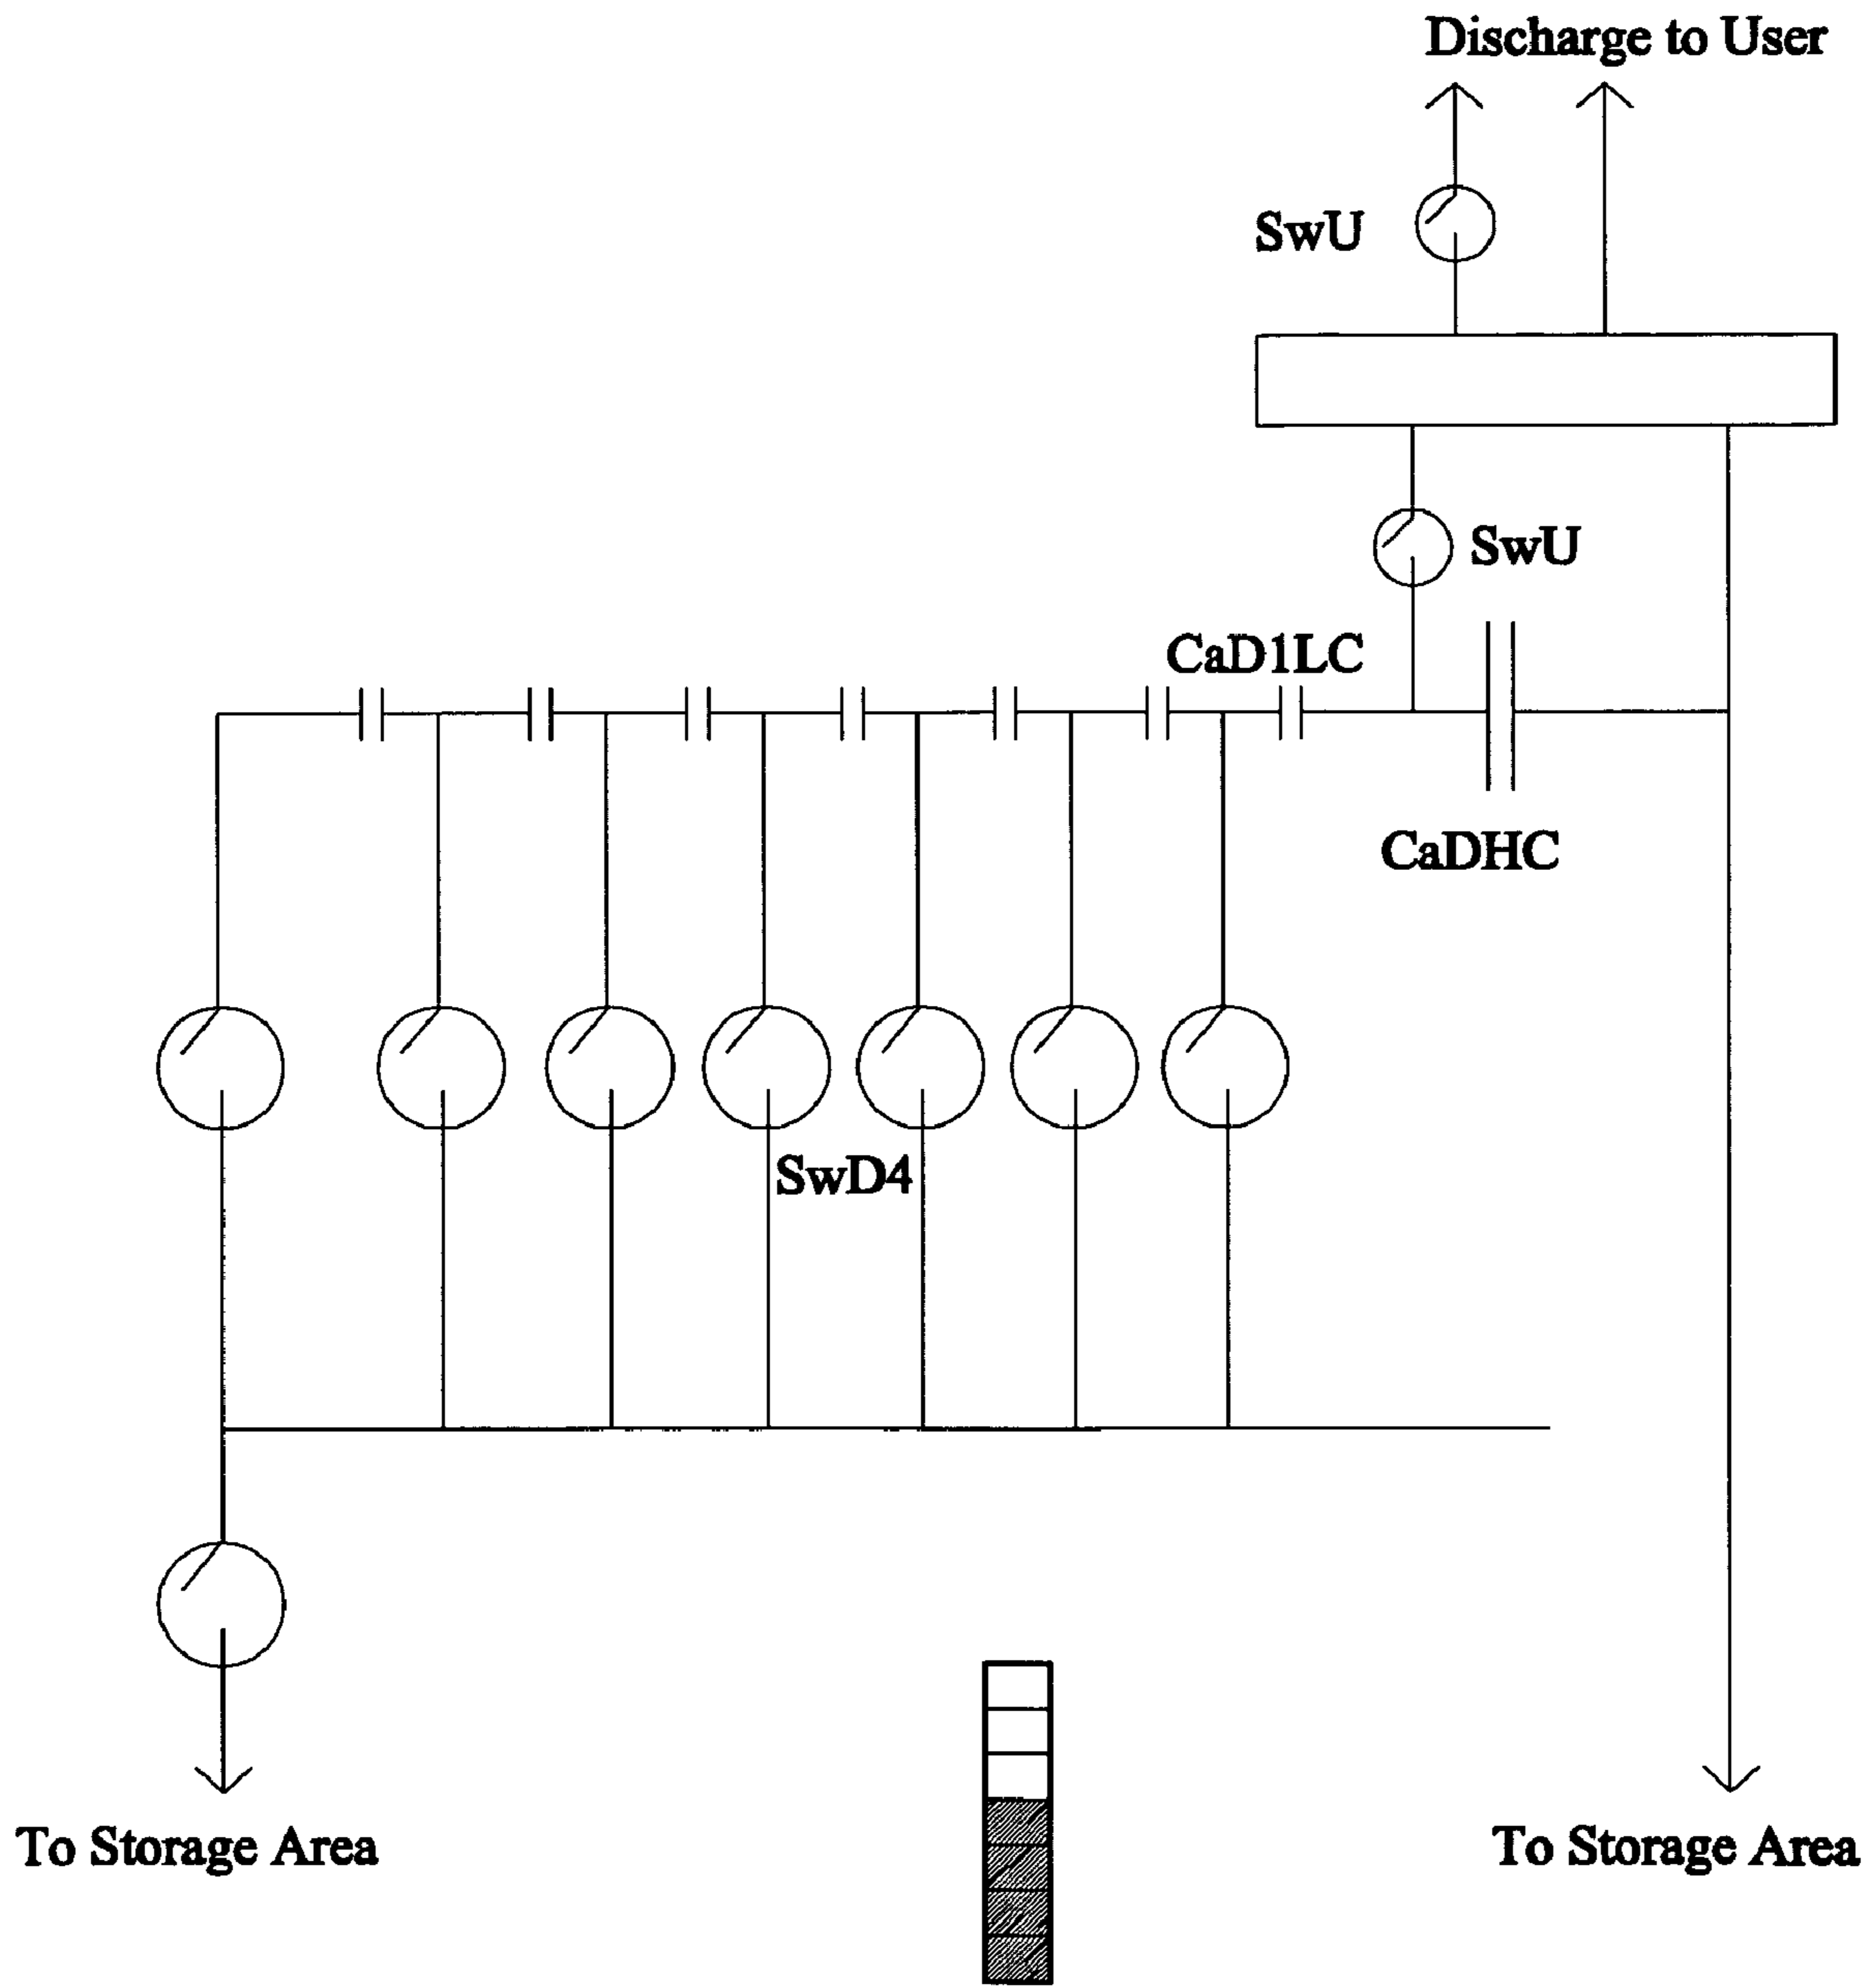 Discharge to User
SwU
SwU
CaD1LC
CaDHC
SwD4
To Storage Area
To Storage Area